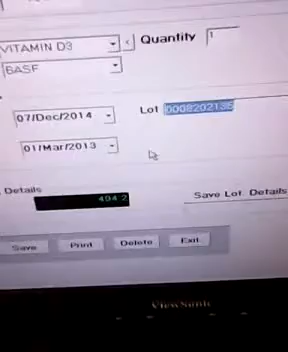 VITAMIN D3 < Quantity 1
BASF
07/Dec/2014 Lot 0008202135
01/Mar/2013
Details
494.2 Save Lot. Details
Save Print Delete Exit
ViewSonic